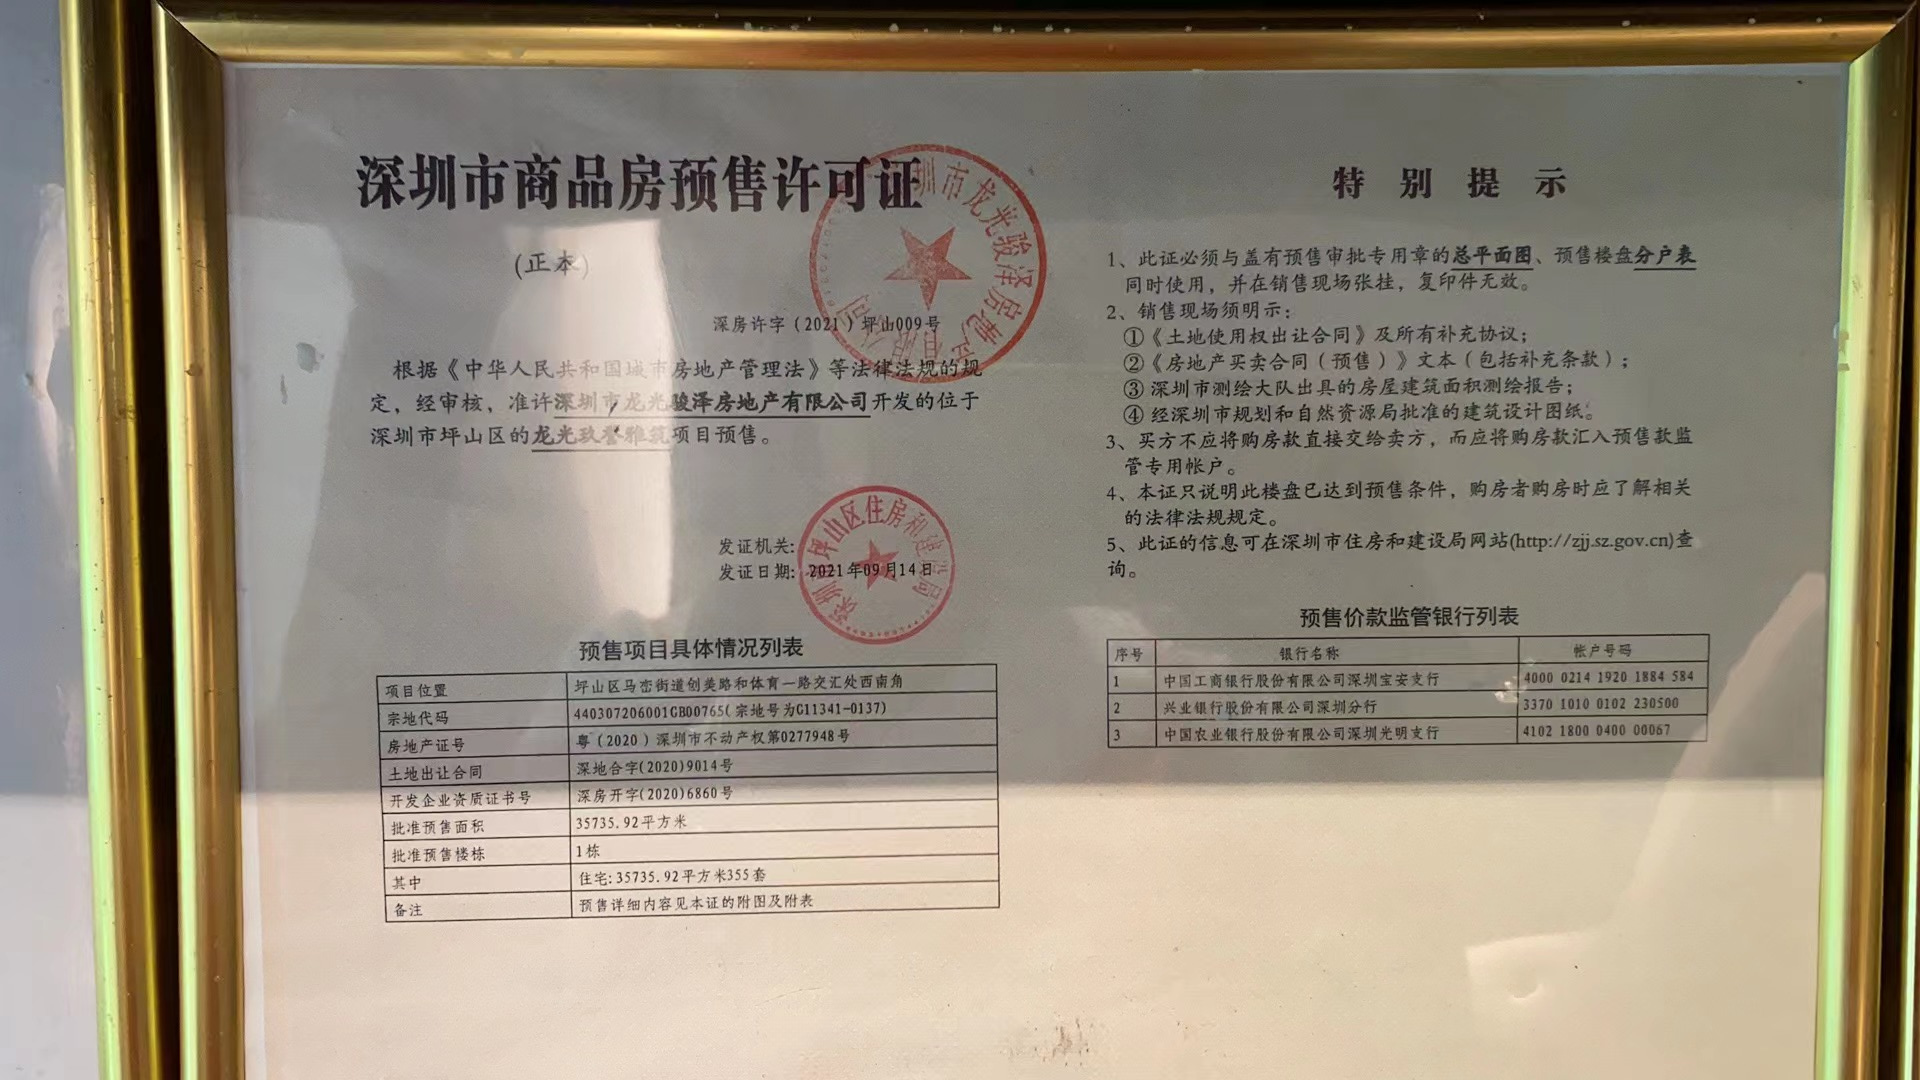 深圳市商品房预售许可证
(正本)
深房许字（2021）坪山009号
根据《中华人民共和国城市房地产管理法》等法律法规的规
定，经审核，准许深圳市龙光骏泽房地产有限公司开发的位于
深圳市坪山区的龙光玖誉雅筑项目预售。
发证机关:
发证日期: 2021年09月14日
深圳市龙光骏泽房地产有限公司
深圳市坪山区住房和建设局
预售项目具体情况列表
项目位置 坪山区马峦街道创美路和体育一路交汇处西南角
宗地代码 440307206001GB00765(宗地号为G11341-0137)
房地产证号 粤（2020）深圳市不动产权第0277948号
土地出让合同 深地合字(2020)9014号
开发企业资质证书号 深房开字(2020)6860号
批准预售面积 35735.92平方米
批准预售楼栋 1栋
其中 住宅:35735.92平方米355套
备注 预售详细内容见本证的附图及附表
特别提示
1、此证必须与盖有预售审批专用章的总平面图、预售楼盘分户表
同时使用，并在销售现场张挂，复印件无效。
2、销售现场须明示：
①《土地使用权出让合同》及所有补充协议；
②《房地产买卖合同（预售）》文本（包括补充条款）；
③深圳市测绘大队出具的房屋建筑面积测绘报告；
④经深圳市规划和自然资源局批准的建筑设计图纸。
3、买方不应将购房款直接交给卖方，而应将购房款汇入预售款监
管专用帐户。
4、本证只说明此楼盘已达到预售条件，购房者购房时应了解相关
的法律法规规定。
5、此证的信息可在深圳市住房和建设局网站(http://zjj.sz.gov.cn)查
询。
预售价款监管银行列表
序号 银行名称 帐户号码
1 中国工商银行股份有限公司深圳宝安支行 4000 0214 1920 1884 584
2 兴业银行股份有限公司深圳分行 3370 1010 0102 230500
3 中国农业银行股份有限公司深圳光明支行 4102 1800 0400 00067